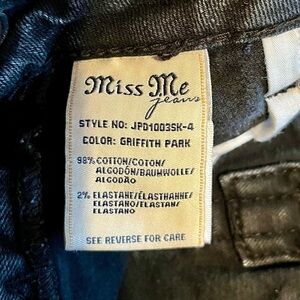 Miss Me
jeans
STYLE NO: JPD1003SK-4
COLOR: GRIFFITH PARK
98% COTTON/COTON/
ALGODÓN/BAUMWOLLE/
ALGODÃO
2% ELASTANE/ÉLASTHANNE/
ELASTANO/ELASTAN/
ELASTANO
SEE REVERSE FOR CARE